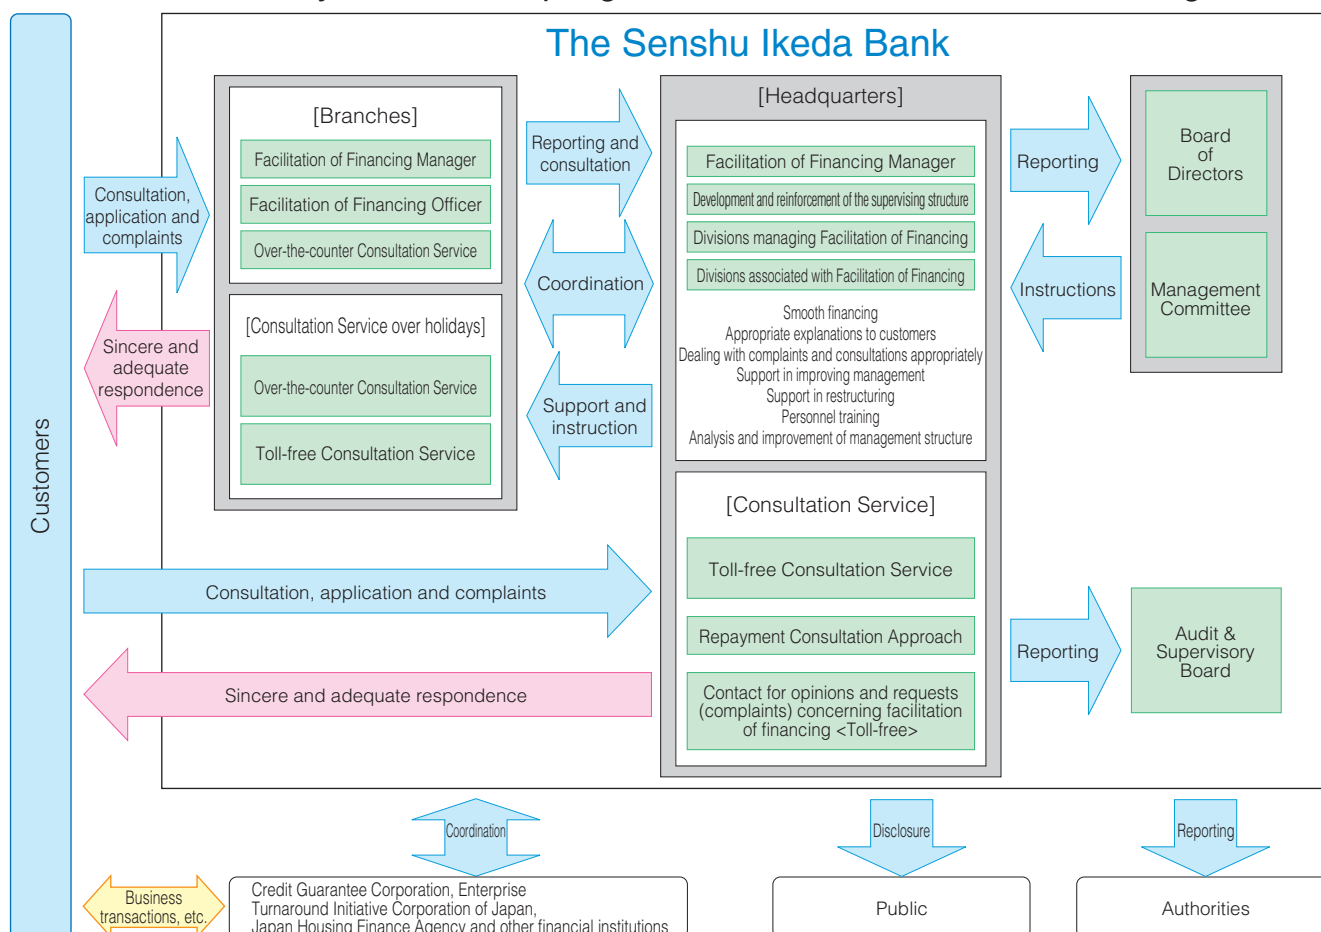 The Senshu Ikeda Bank
Customers
Consultation,
application and
complaints
Sincere and
adequate
respondence
[Branches]
Facilitation of Financing Manager
Facilitation of Financing Officer
Over-the-counter Consultation Service
[Consultation Service over holidays]
Over-the-counter Consultation Service
Toll-free Consultation Service
Reporting and
consultation
Coordination
Support and
instruction
[Headquarters]
Facilitation of Financing Manager
Development and reinforcement of the supervising structure
Divisions managing Facilitation of Financing
Divisions associated with Facilitation of Financing
Smooth financing
Appropriate explanations to customers
Dealing with complaints and consultations appropriately
Support in improving management
Support in restructuring
Personnel training
Analysis and improvement of management structure
Reporting
Instructions
Board
of
Directors
Management
Committee
Consultation, application and complaints
Sincere and adequate respondence
[Consultation Service]
Toll-free Consultation Service
Repayment Consultation Approach
Contact for opinions and requests
(complaints) concerning facilitation
of financing <Toll-free>
Reporting
Audit &
Supervisory
Board
Coordination
Disclosure
Reporting
Business
transactions, etc.
Credit Guarantee Corporation, Enterprise
Turnaround Initiative Corporation of Japan,
Japan Housing Finance Agency and other financial institutions
Public
Authorities